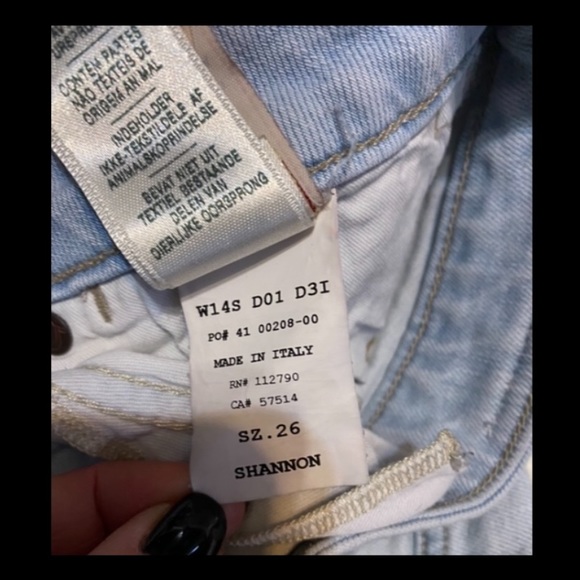 CONTÉM PARTES
NÃO TEXTEIS DE
ORIGEM ANIMAL
INDEHOLDER
IKKE-TEKSTILDELE AF
ANIMALSKOPRINDELSE
BEVAT NIET UIT
TEXTIEL BESTAANDE
DELEN VAN
DIERLIJKE OORSPRONG
W14S D01 D3I
PO# 41 00208-00
MADE IN ITALY
RN# 112790
CA# 57514
SZ.26
SHANNON